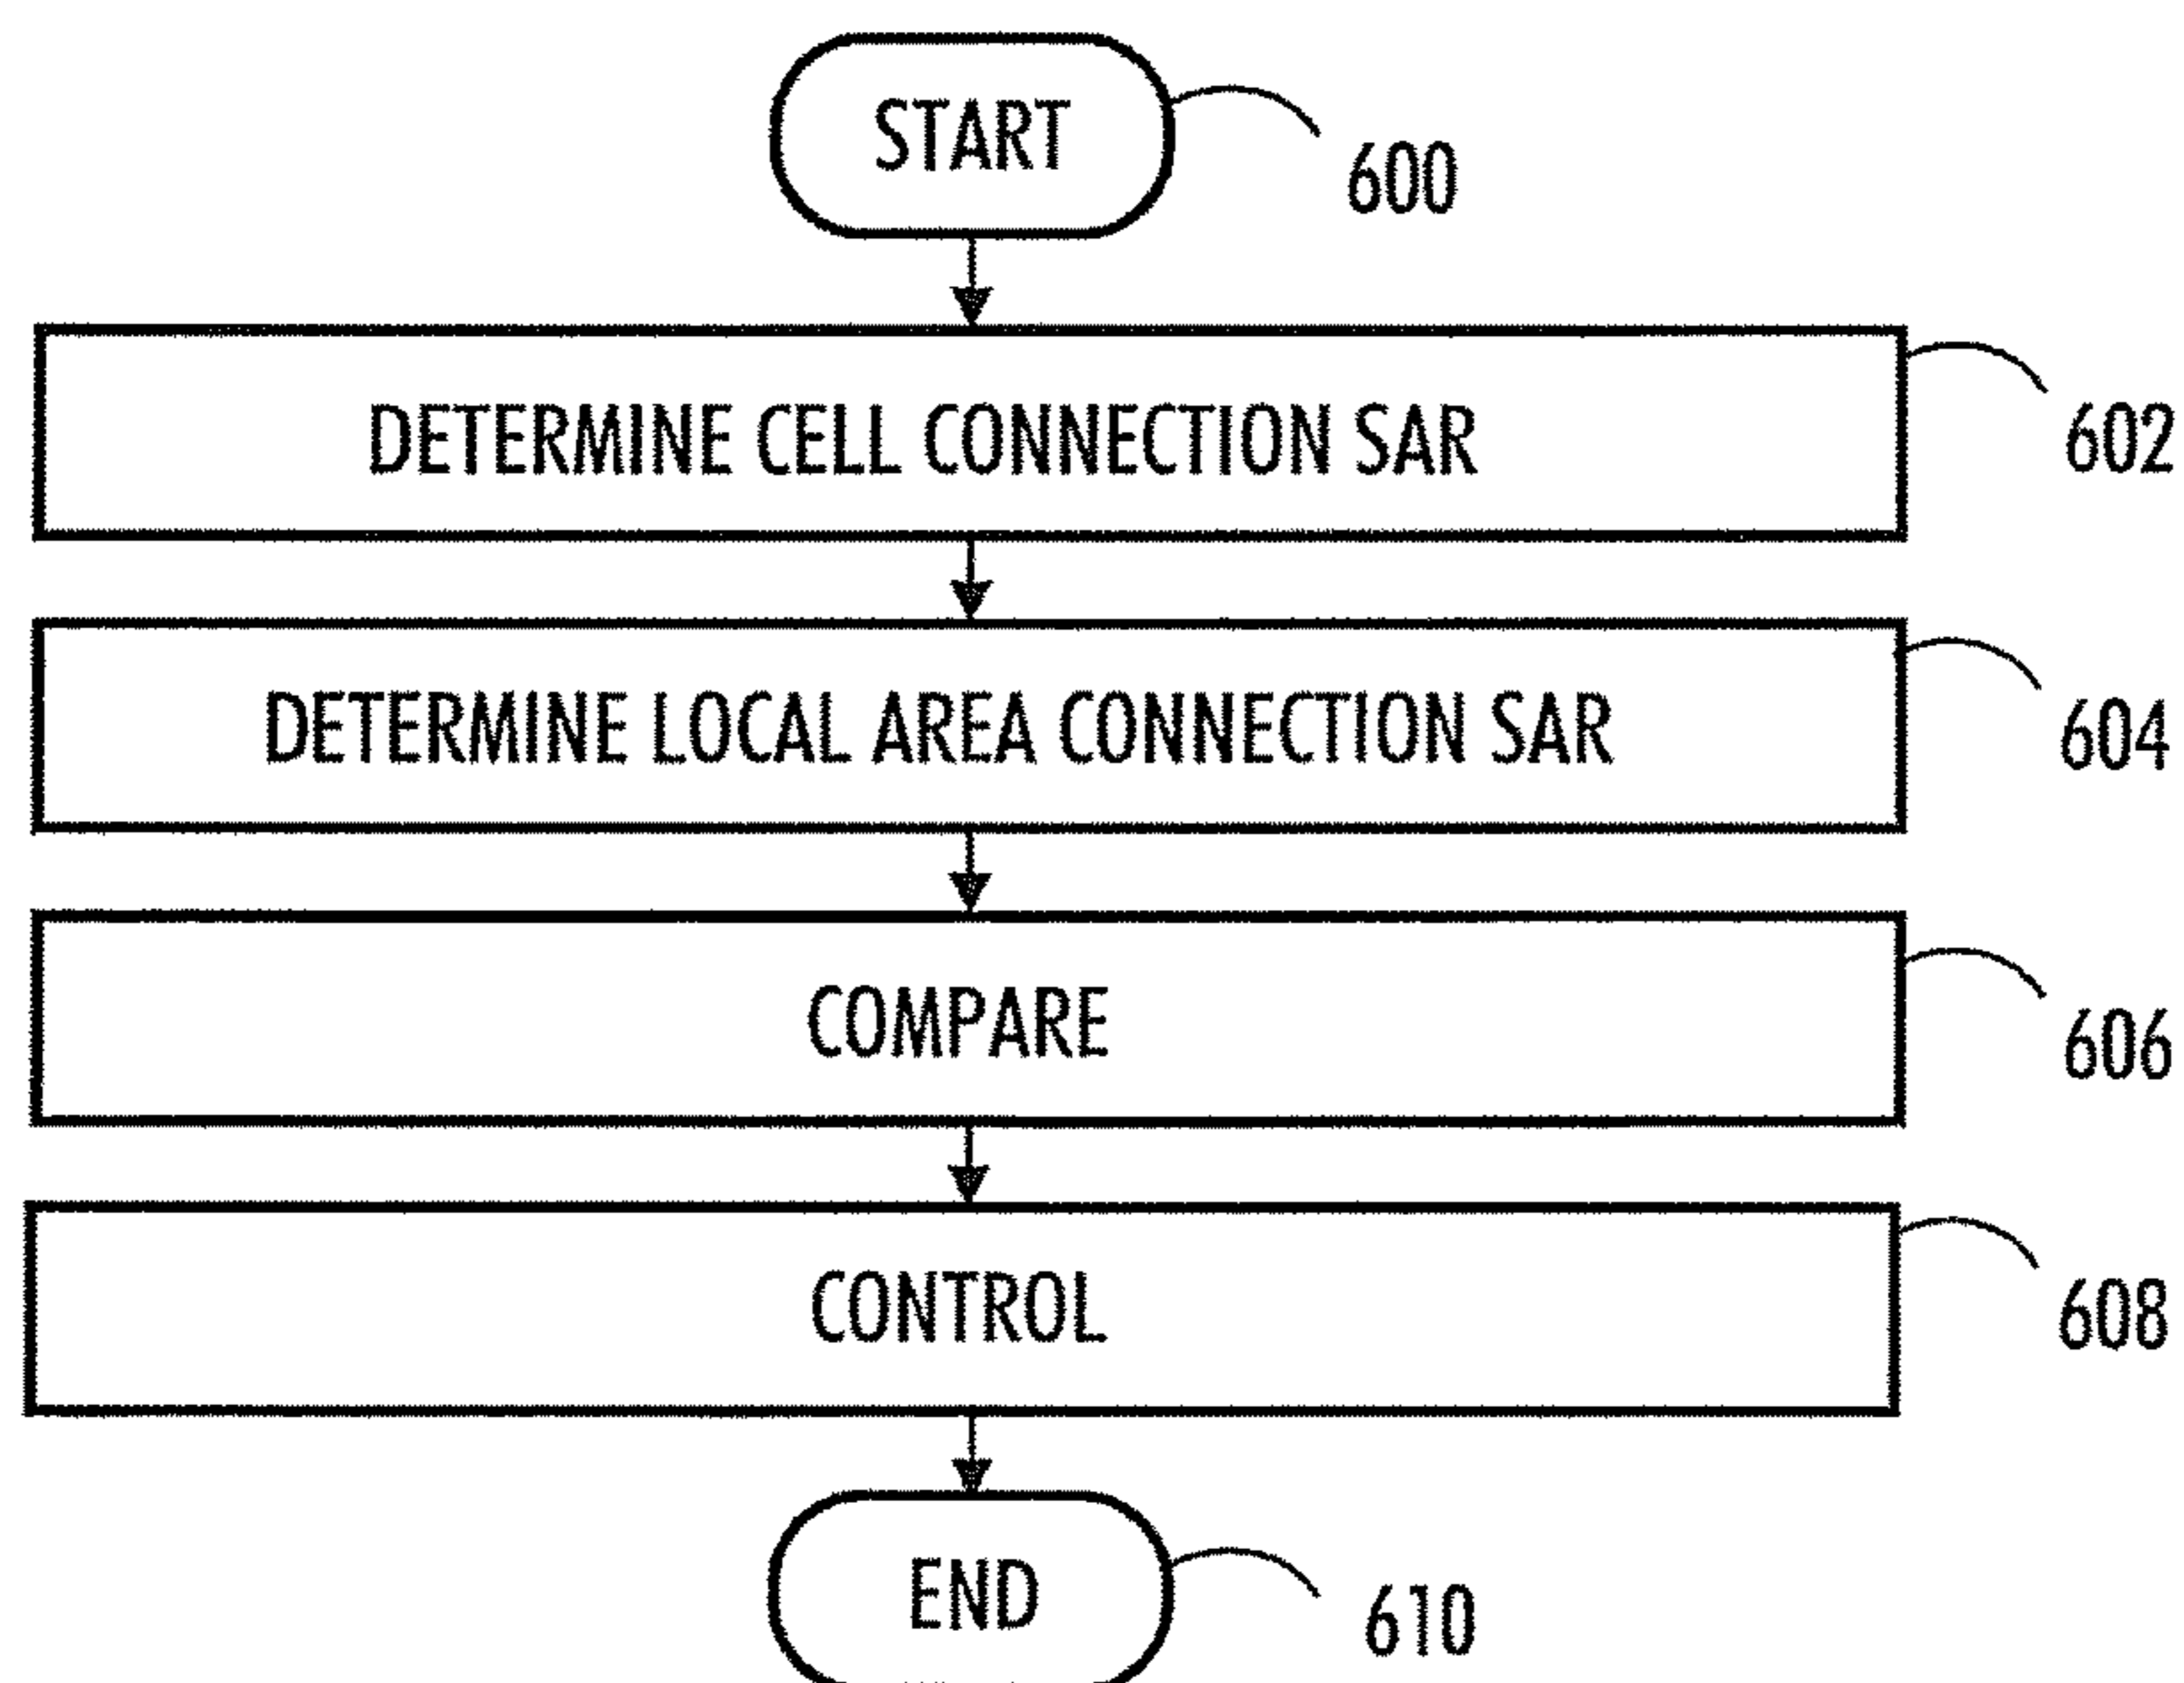 START
600
DETERMINE CELL CONNECTION SAR
602
DETERMINE LOCAL AREA CONNECTION SAR
604
COMPARE
606
CONTROL
608
END
610